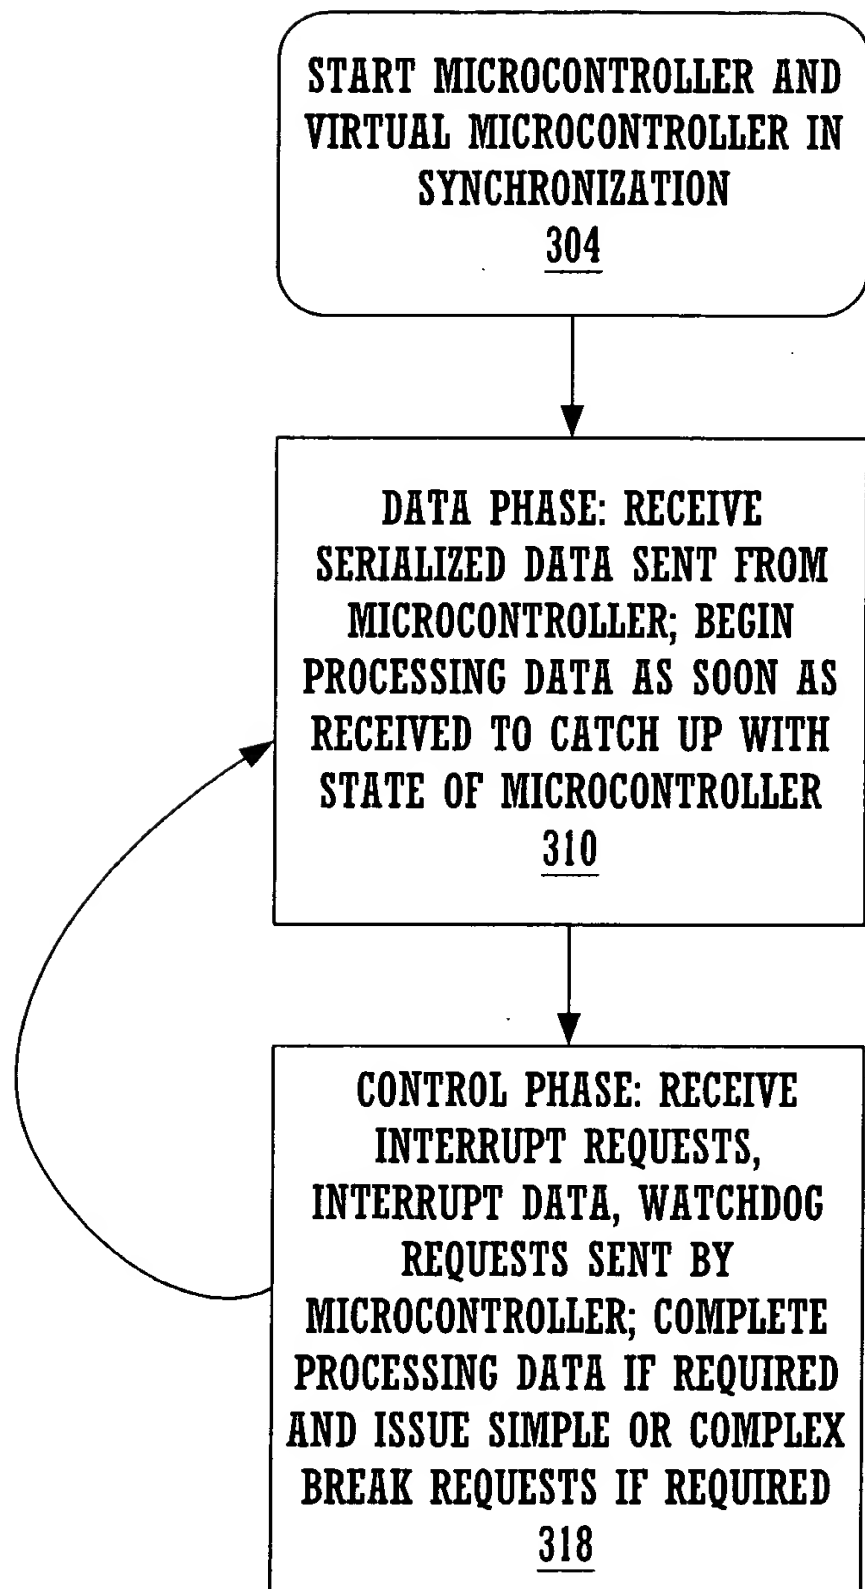 START MICROCONTROLLER AND
VIRTUAL MICROCONTROLLER IN
SYNCHRONIZATION
304
DATA PHASE: RECEIVE
SERIALIZED DATA SENT FROM
MICROCONTROLLER; BEGIN
PROCESSING DATA AS SOON AS
RECEIVED TO CATCH UP WITH
STATE OF MICROCONTROLLER
310
CONTROL PHASE: RECEIVE
INTERRUPT REQUESTS,
INTERRUPT DATA, WATCHDOG
REQUESTS SENT BY
MICROCONTROLLER; COMPLETE
PROCESSING DATA IF REQUIRED
AND ISSUE SIMPLE OR COMPLEX
BREAK REQUESTS IF REQUIRED
318